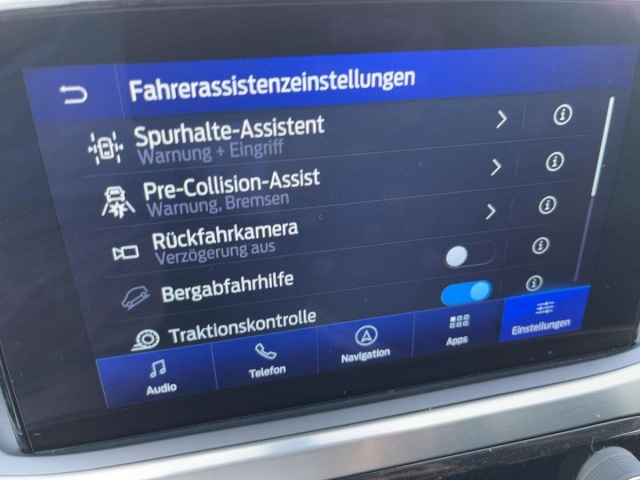 Fahrerassistenzeinstellungen
Spurhalte-Assistent
Warnung + Eingriff
Pre-Collision-Assist
Warnung, Bremsen
Rückfahrkamera
Verzögerung aus
Bergabfahrhilfe
Traktionskontrolle
Audio
Telefon
Navigation
Apps
Einstellungen